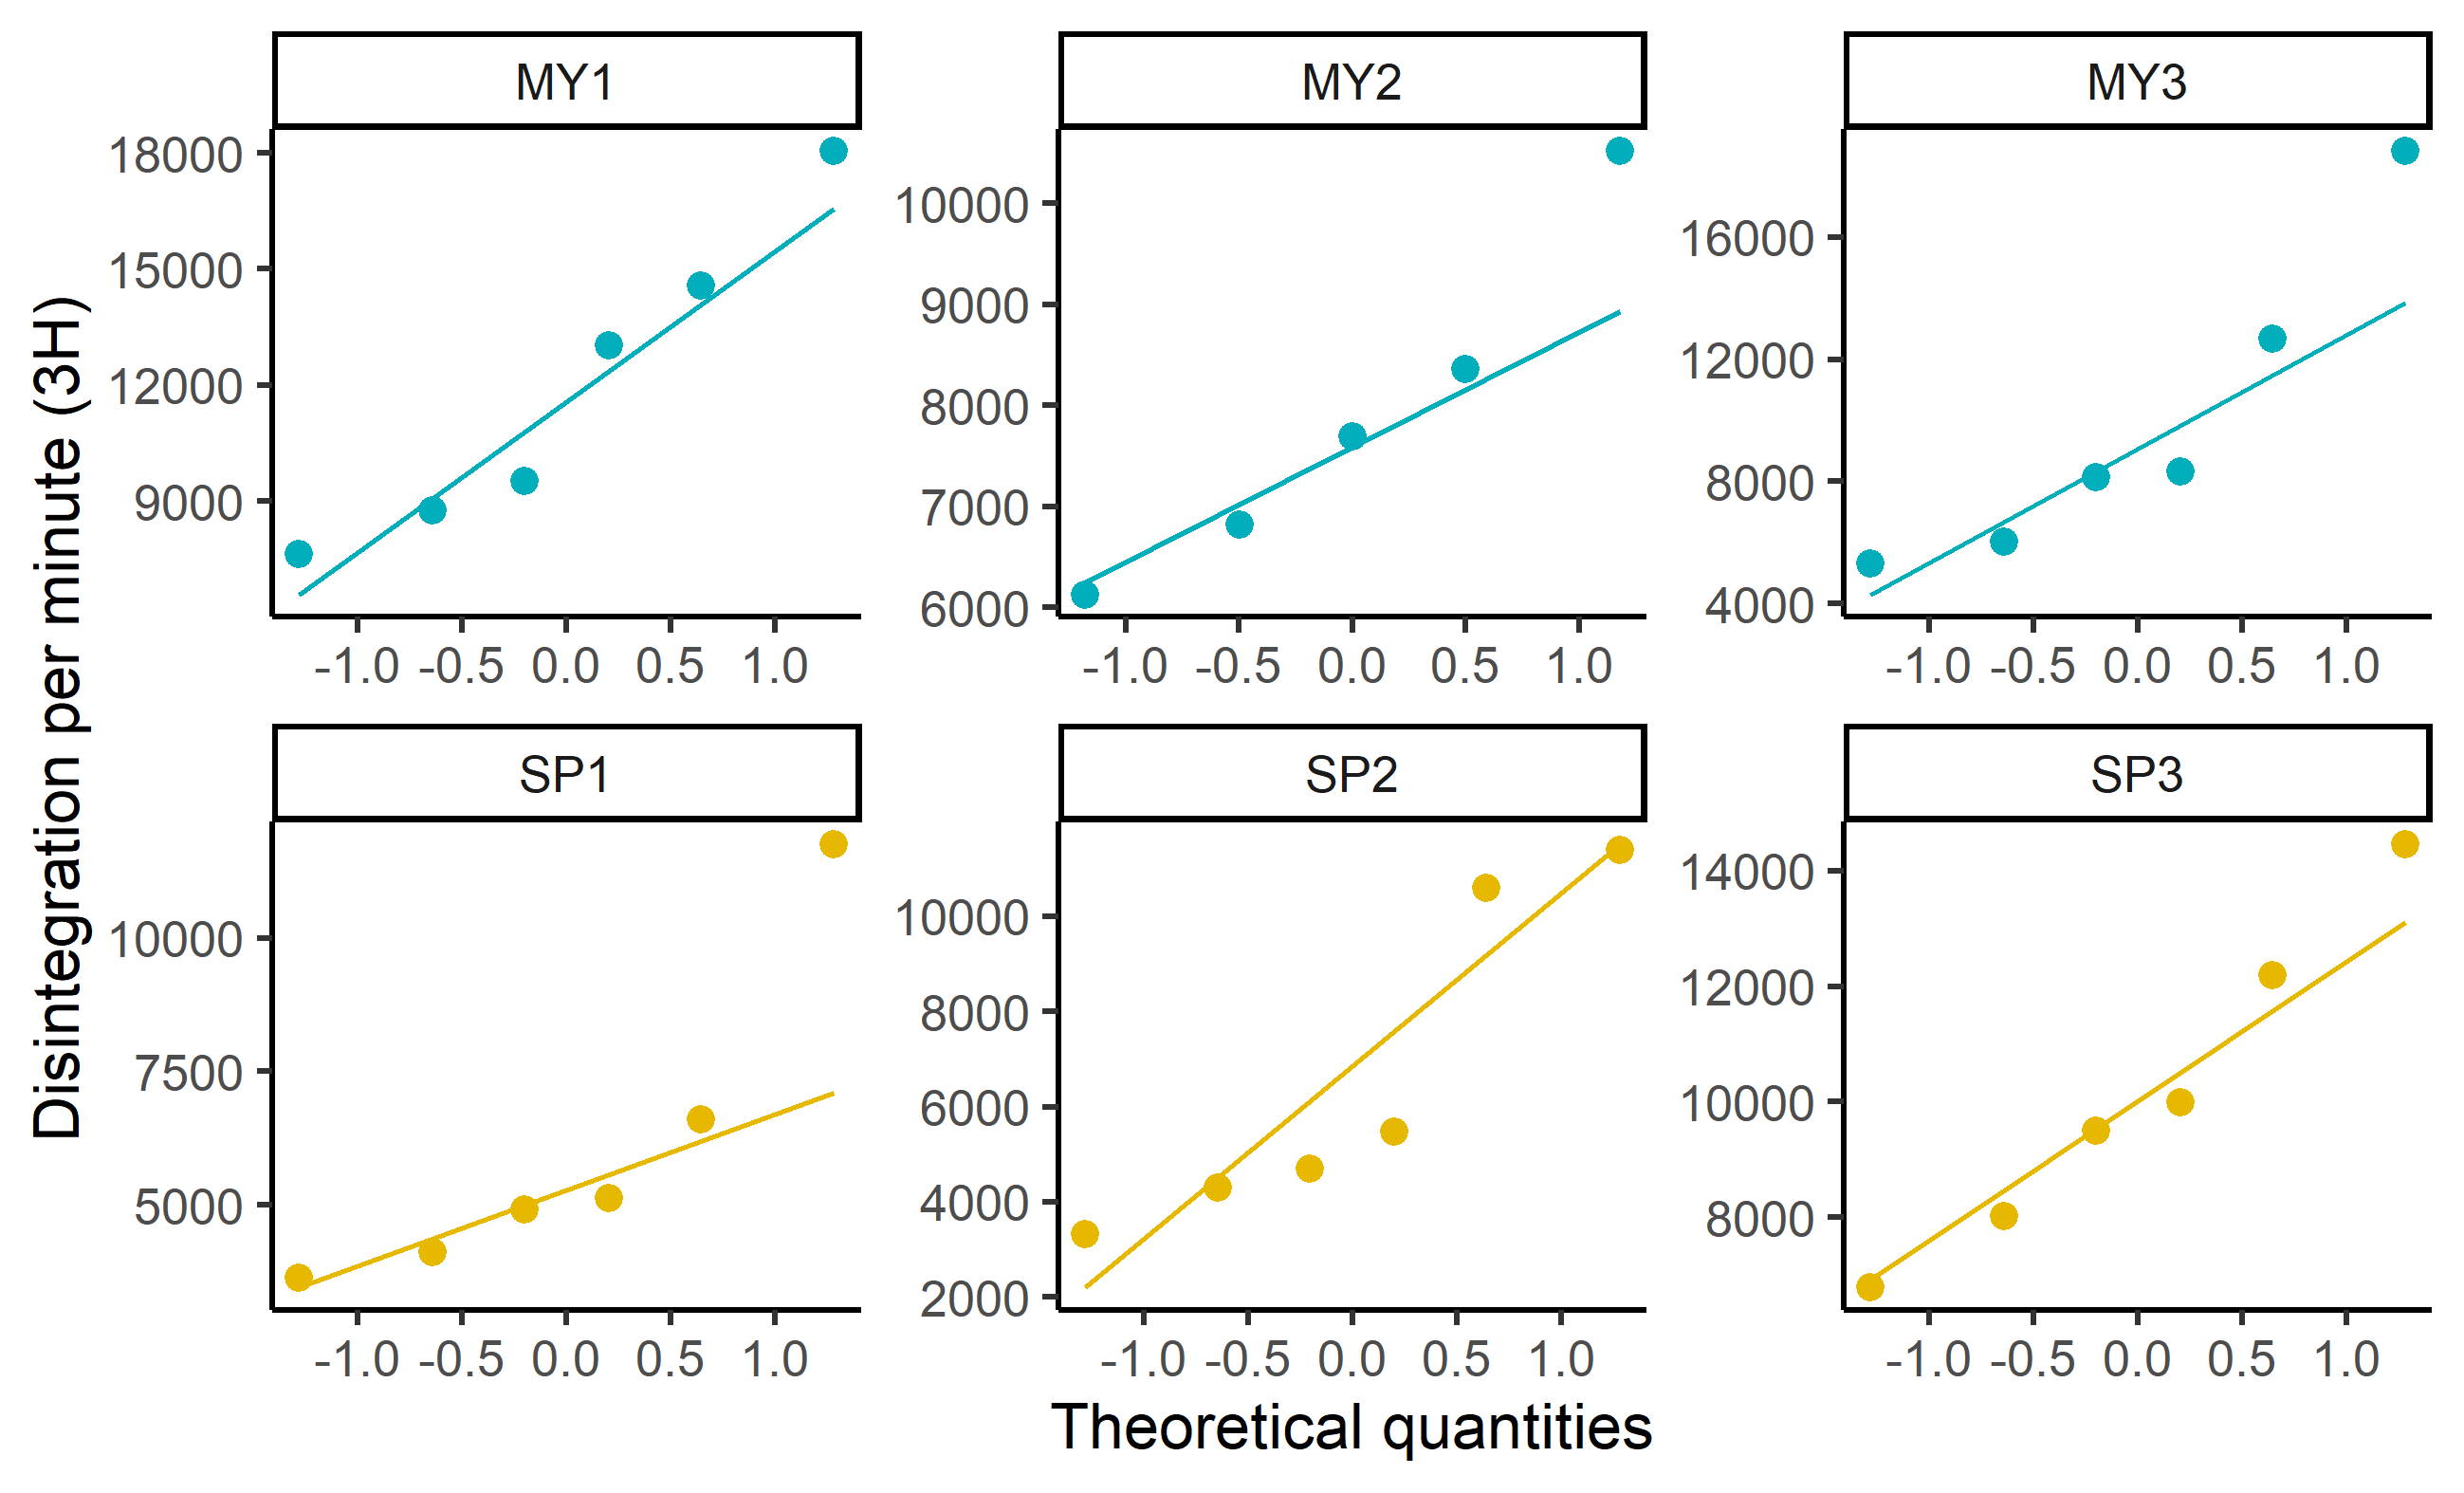 Disintegration per minute (3H)
MY1
18000
15000
12000
9000
-1.0 -0.5 0.0 0.5 1.0
MY2
10000
9000
8000
7000
6000
-1.0 -0.5 0.0 0.5 1.0
MY3
16000
12000
8000
4000
-1.0 -0.5 0.0 0.5 1.0
SP1
10000
7500
5000
-1.0 -0.5 0.0 0.5 1.0
SP2
10000
8000
6000
4000
2000
-1.0 -0.5 0.0 0.5 1.0
SP3
14000
12000
10000
8000
-1.0 -0.5 0.0 0.5 1.0
Theoretical quantities